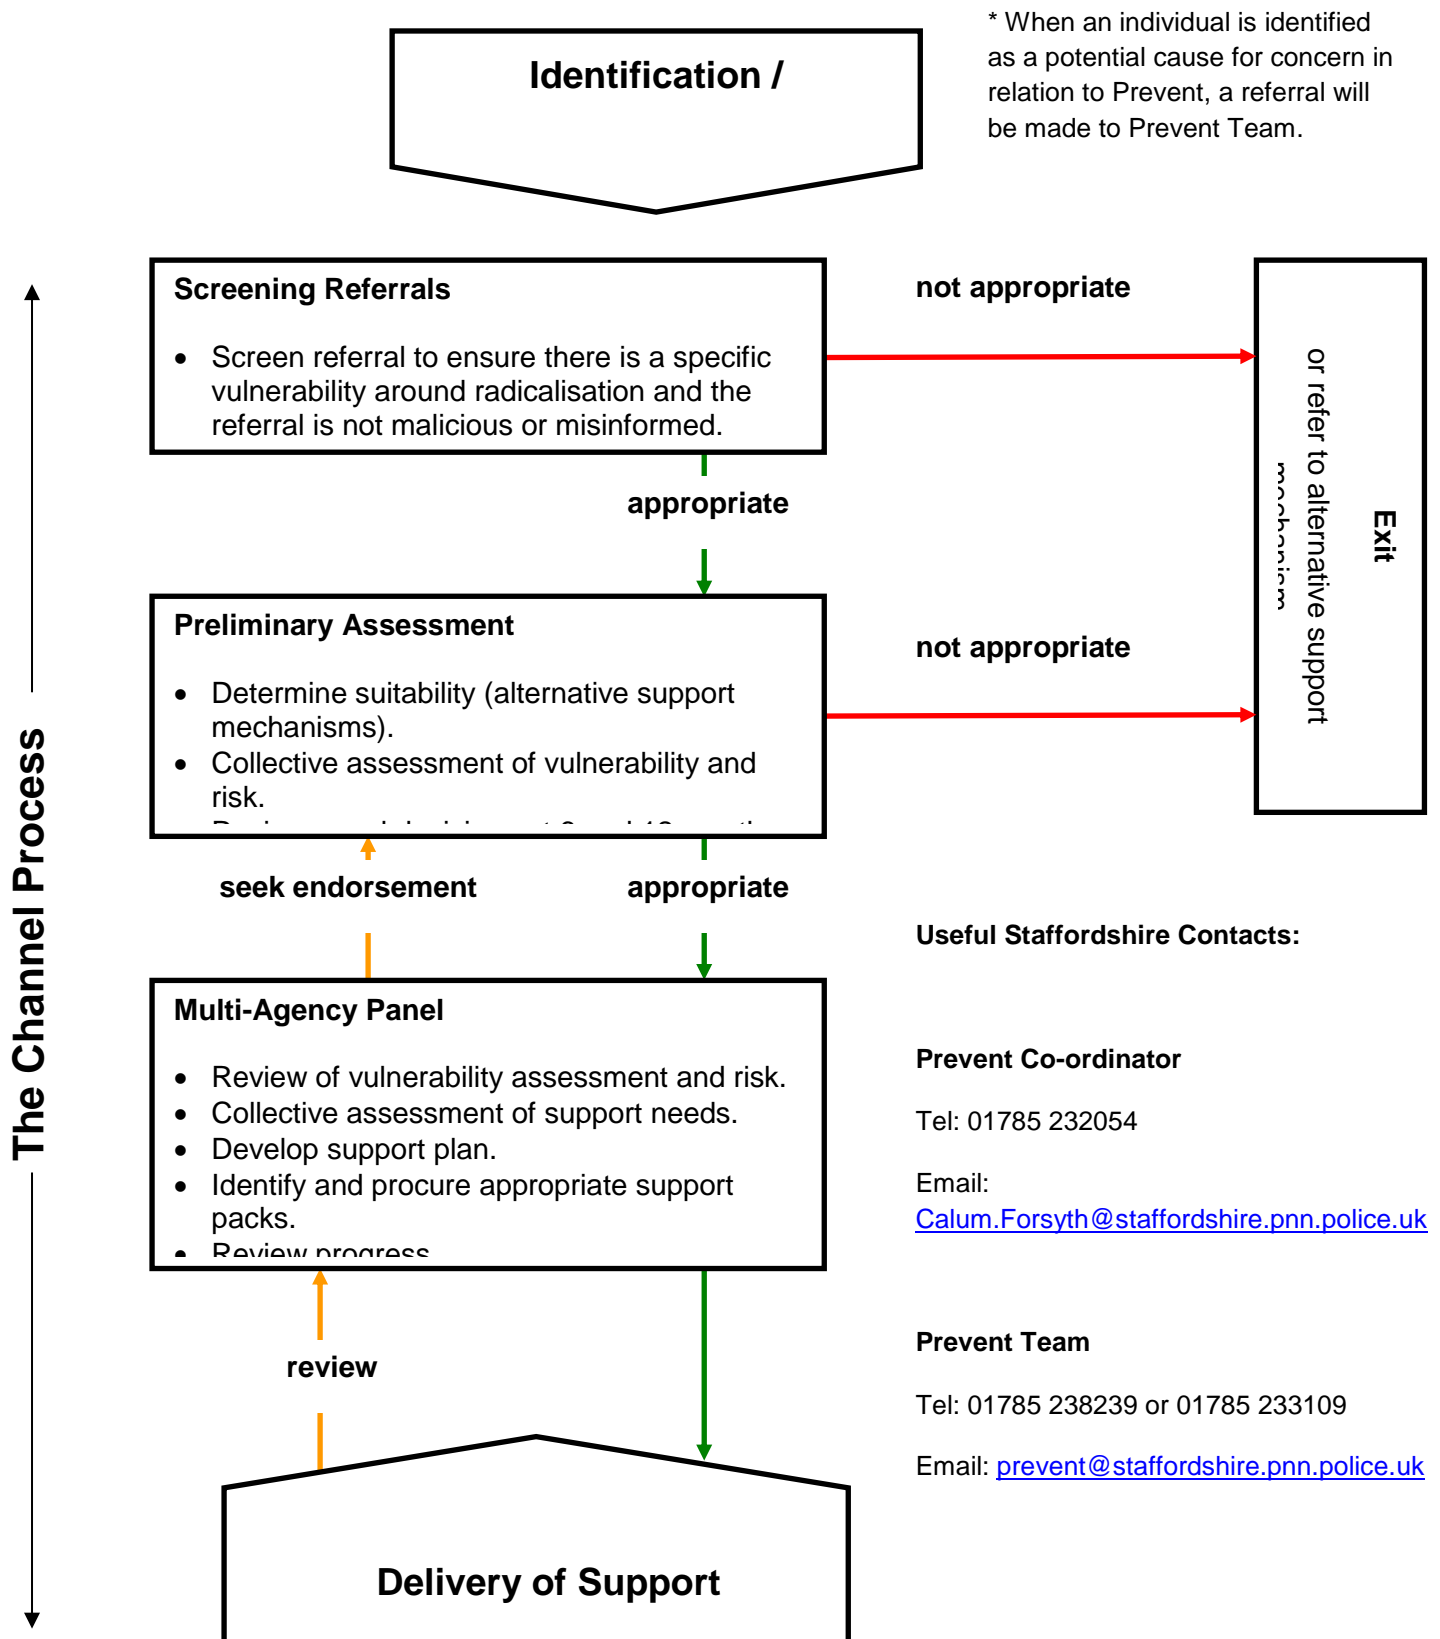 Identification /
* When an individual is identified
as a potential cause for concern in
relation to Prevent, a referral will
be made to Prevent Team.
The Channel Process
Screening Referrals
• Screen referral to ensure there is a specific
vulnerability around radicalisation and the
referral is not malicious or misinformed.
not appropriate
Exit
or refer to alternative support
mechanism
appropriate
Preliminary Assessment
• Determine suitability (alternative support
mechanisms).
• Collective assessment of vulnerability and
risk.
not appropriate
seek endorsement
appropriate
Multi-Agency Panel
• Review of vulnerability assessment and risk.
• Collective assessment of support needs.
• Develop support plan.
• Identify and procure appropriate support
packs.
• Review progress
review
Delivery of Support
Useful Staffordshire Contacts:
Prevent Co-ordinator
Tel: 01785 232054
Email:
Calum.Forsyth@staffordshire.pnn.police.uk
Prevent Team
Tel: 01785 238239 or 01785 233109
Email: prevent@staffordshire.pnn.police.uk